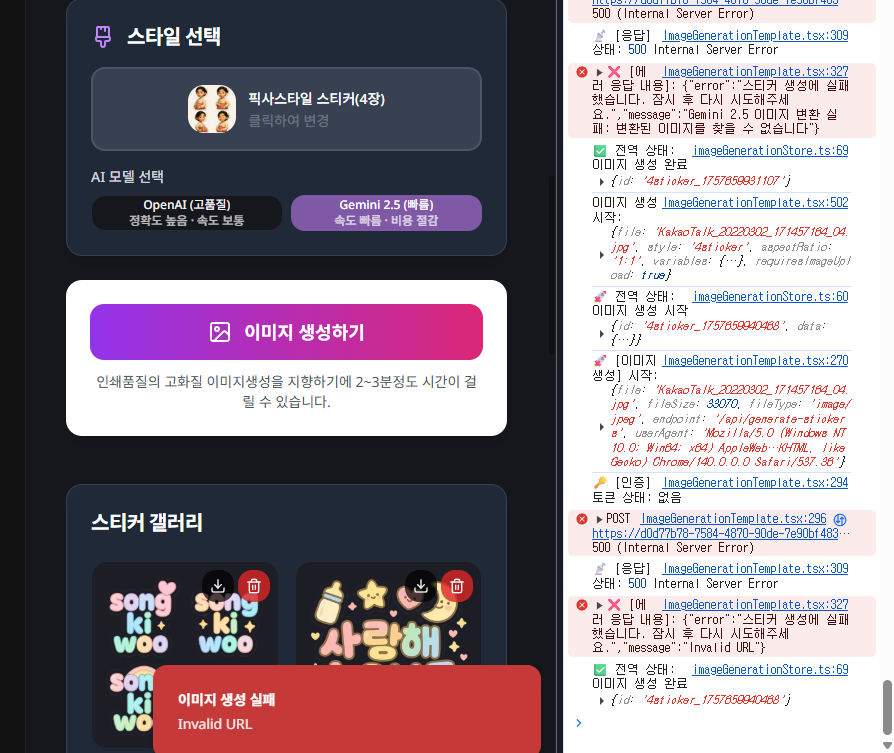 스타일 선택
픽사스타일 스티커(4장)
클릭하여 변경
AI 모델 선택
OpenAI (고품질)
정확도 높음 · 속도 보통
Gemini 2.5 (빠름)
속도 빠름 · 비용 절감
이미지 생성하기
인쇄품질의 고화질 이미지생성을 지향하기에 2~3분정도 시간이 걸
릴 수 있습니다.
스티커 갤러리
song
ki
woo
song
ki
woo
song
ki
wo
사랑해
이미지 생성 실패
Invalid URL
500 (Internal Server Error)
[응답] ImageGenerationTemplate.tsx:309
상태: 500 Internal Server Error
[에 ImageGenerationTemplate.tsx:327
러 응답 내용]: {"error":"스티커 생성에 실패
했습니다. 잠시 후 다시 시도해주세
요.","message":"Gemini 2.5 이미지 변환 실
패: 변환된 이미지를 찾을 수 없습니다"}
전역 상태: imageGenerationStore.ts:69
이미지 생성 완료
{id: '4sticker_1757659931107'}
이미지 생성 ImageGenerationTemplate.tsx:502
시작:
{file: 'KakaoTalk_20220302_171457164_04.
jpg', style: '4sticker', aspectRatio:
'1:1', variables: {…}, requiresImageUpl
oad: true}
전역 상태: imageGenerationStore.ts:60
이미지 생성 시작
{id: '4sticker_1757659940468', data:
{…}}
[이미지 ImageGenerationTemplate.tsx:270
생성] 시작:
{file: 'KakaoTalk_20220302_171457164_04.
jpg', fileSize: 33070, fileType: 'image/
jpeg', endpoint: '/api/generate-sticker
s', userAgent: 'Mozilla/5.0 (Windows NT
10.0; Win64; x64) AppleWeb…KHTML, like
Gecko) Chrome/140.0.0.0 Safari/537.36'}
[인증] ImageGenerationTemplate.tsx:294
토큰 상태: 없음
POST ImageGenerationTemplate.tsx:296
https://d0d77b78-7584-4870-90de-7e90bf483…
500 (Internal Server Error)
[응답] ImageGenerationTemplate.tsx:309
상태: 500 Internal Server Error
[에 ImageGenerationTemplate.tsx:327
러 응답 내용]: {"error":"스티커 생성에 실패
했습니다. 잠시 후 다시 시도해주세
요.","message":"Invalid URL"}
전역 상태: imageGenerationStore.ts:69
이미지 생성 완료
{id: '4sticker_1757659940468'}